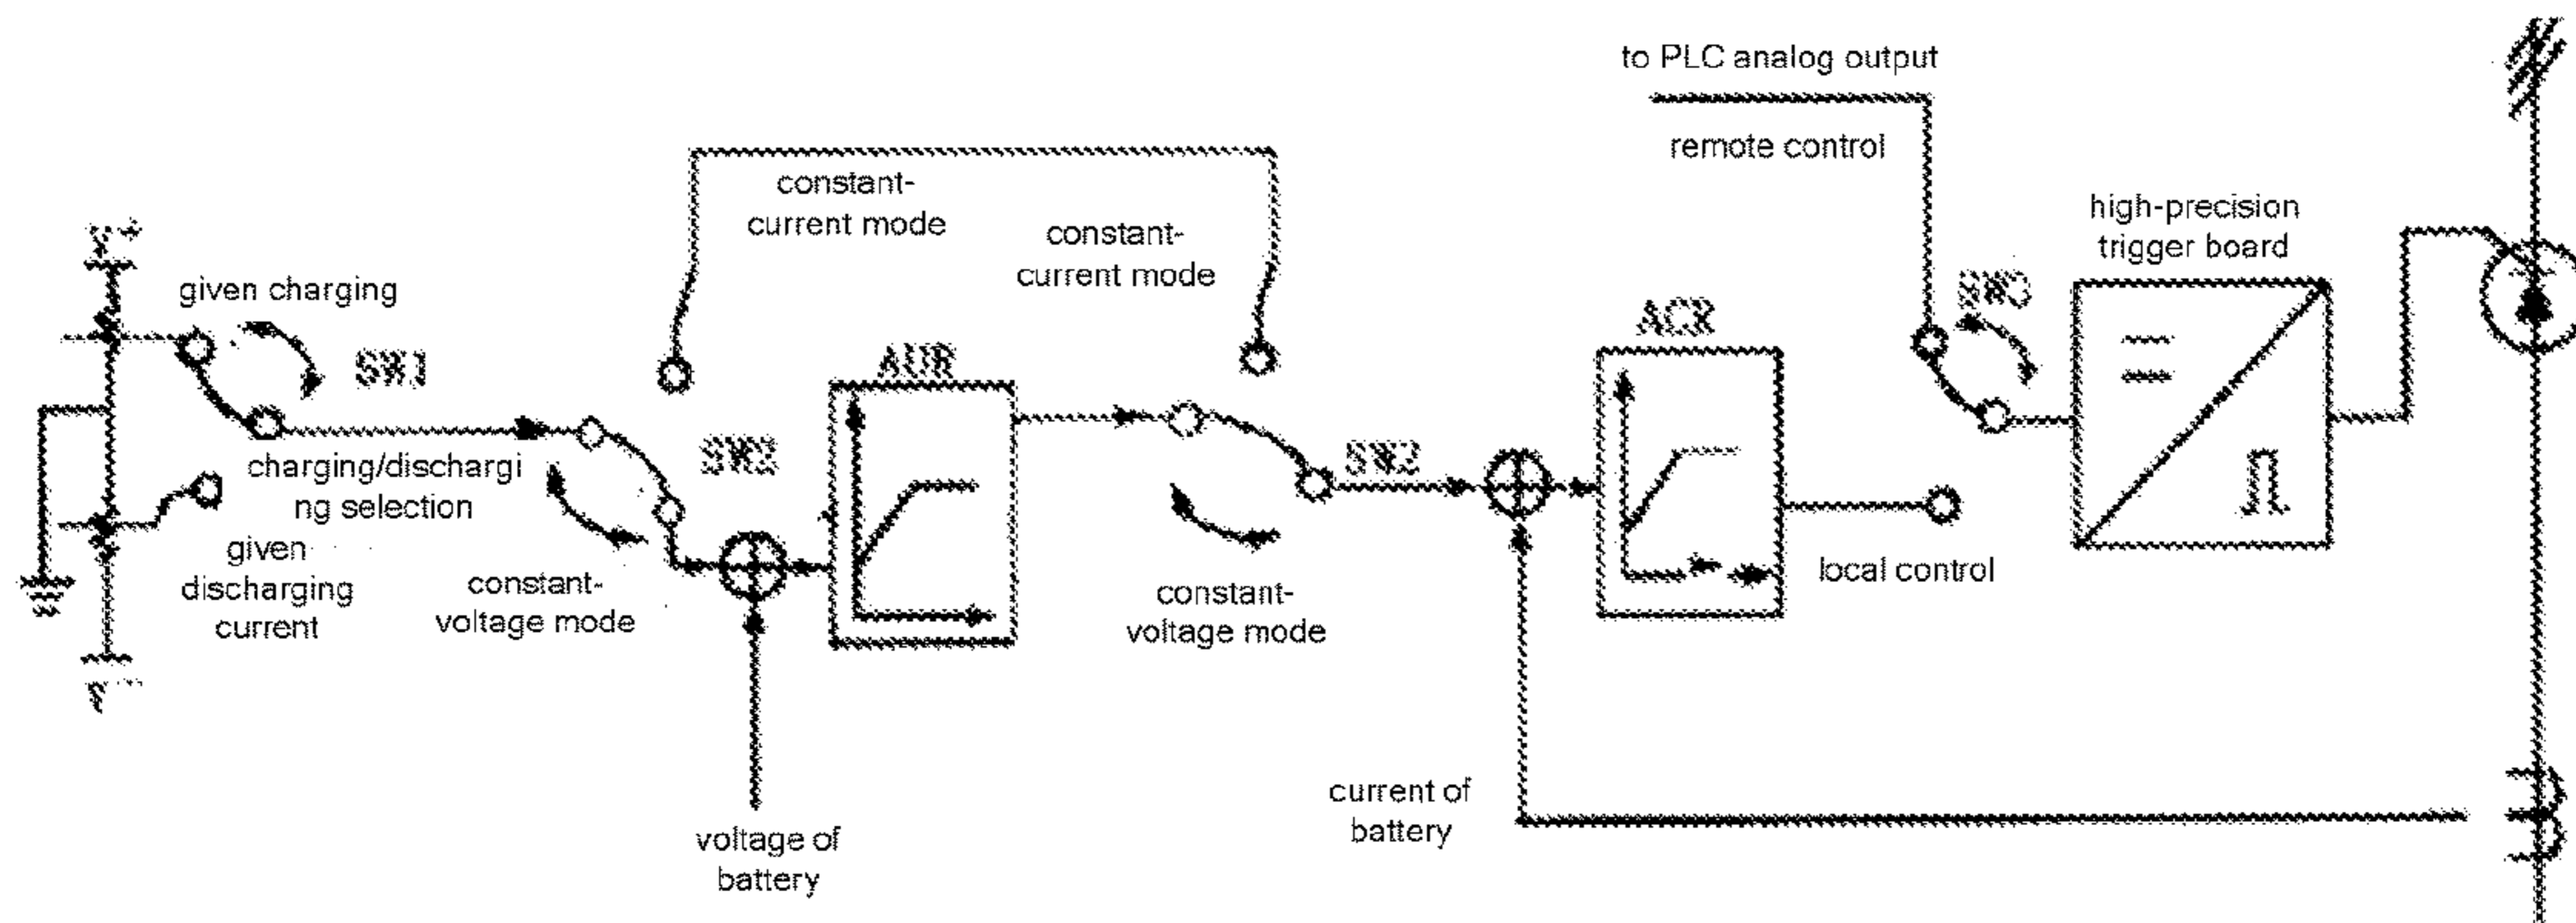 to PLC analog output
remote control
high-precision
trigger board
constant-
current mode
constant-
current mode
given charging
SW1
AUR
ACR
SW3
charging/dischargi
ng selection
SW2
SW2
given
discharging
current
constant-
voltage mode
constant-
voltage mode
local control
current of
battery
voltage of
battery